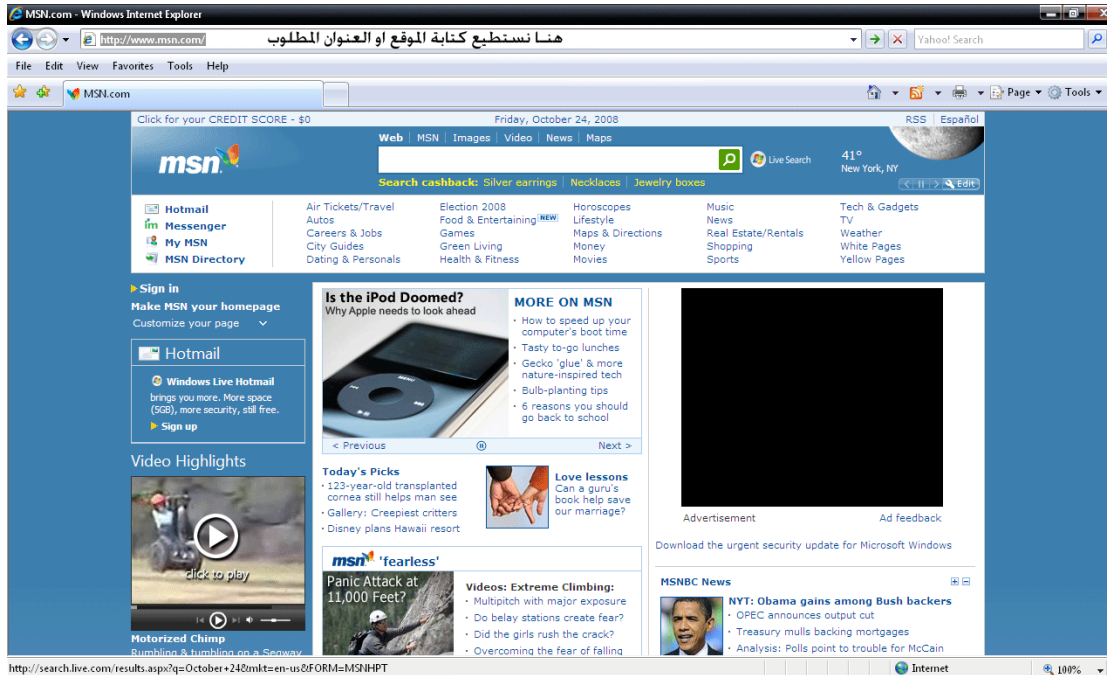 MSN.com - Windows Internet Explorer
http://www.msn.com/
هنا نستطيع كتابة الموقع او العنوان المطلوب
Yahoo! Search
File Edit View Favorites Tools Help
MSN.com
Page Tools
Click for your CREDIT SCORE - $0
Friday, October 24, 2008
RSS Español
Web MSN Images Video News Maps
msn
Live Search
41°
New York, NY
Edit
Search cashback: Silver earrings Necklaces Jewelry boxes
Hotmail
Messenger
My MSN
MSN Directory
Air Tickets/Travel
Autos
Careers & Jobs
City Guides
Dating & Personals
Election 2008
Food & Entertaining NEW
Games
Green Living
Health & Fitness
Horoscopes
Lifestyle
Maps & Directions
Money
Movies
Music
News
Real Estate/Rentals
Shopping
Sports
Tech & Gadgets
TV
Weather
White Pages
Yellow Pages
Sign in
Make MSN your homepage
Customize your page
Hotmail
Windows Live Hotmail
brings you more. More space
(5GB), more security, still free.
Sign up
Video Highlights
click to play
Motorized Chimp
Rumbling & tumbling on a Segway
Is the iPod Doomed?
Why Apple needs to look ahead
MENU
MORE ON MSN
· How to speed up your
computer's boot time
· Tasty to-go lunches
· Gecko 'glue' & more
nature-inspired tech
· Bulb-planting tips
· 6 reasons you should
go back to school
< Previous
Next >
Today's Picks
· 123-year-old transplanted
cornea still helps man see
· Gallery: Creepiest critters
· Disney plans Hawaii resort
Love lessons
Can a guru's
book help save
our marriage?
msn 'fearless'
Panic Attack at
11,000 Feet?
Videos: Extreme Climbing:
· Multipitch with major exposure
· Do belay stations create fear?
· Did the girls rush the crack?
· Overcoming the fear of falling
Advertisement
Ad feedback
Download the urgent security update for Microsoft Windows
MSNBC News
NYT: Obama gains among Bush backers
· OPEC announces output cut
· Treasury mulls backing mortgages
· Analysis: Polls point to trouble for McCain
http://search.live.com/results.aspx?q=October+24&mkt=en-us&FORM=MSNHPT
Internet
100%